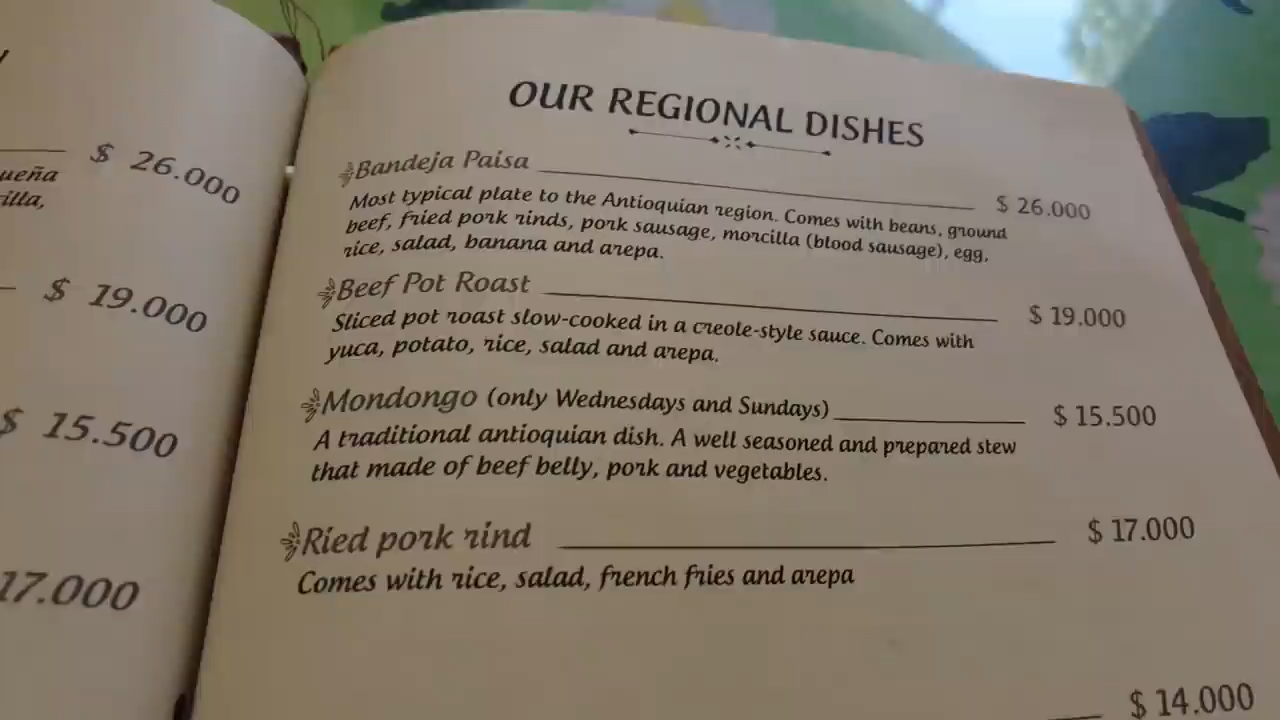 $ 26.000
ueña
illa,
$ 19.000
$ 15.500
17.000
OUR REGIONAL DISHES
Bandeja Paisa $ 26.000
Most typical plate to the Antioquian region. Comes with beans, ground
beef, fried pork rinds, pork sausage, morcilla (blood sausage), egg,
rice, salad, banana and arepa.
Beef Pot Roast $ 19.000
Sliced pot roast slow-cooked in a creole-style sauce. Comes with
yuca, potato, rice, salad and arepa.
Mondongo (only Wednesdays and Sundays) $ 15.500
A traditional antioquian dish. A well seasoned and prepared stew
that made of beef belly, pork and vegetables.
Ried pork rind $ 17.000
Comes with rice, salad, french fries and arepa
$ 14.000